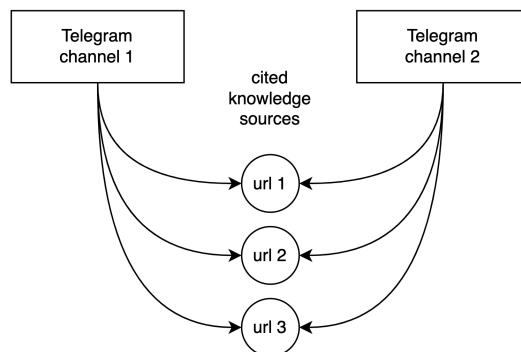 Telegram
channel 1
Telegram
channel 2
cited
knowledge
sources
url 1
url 2
url 3